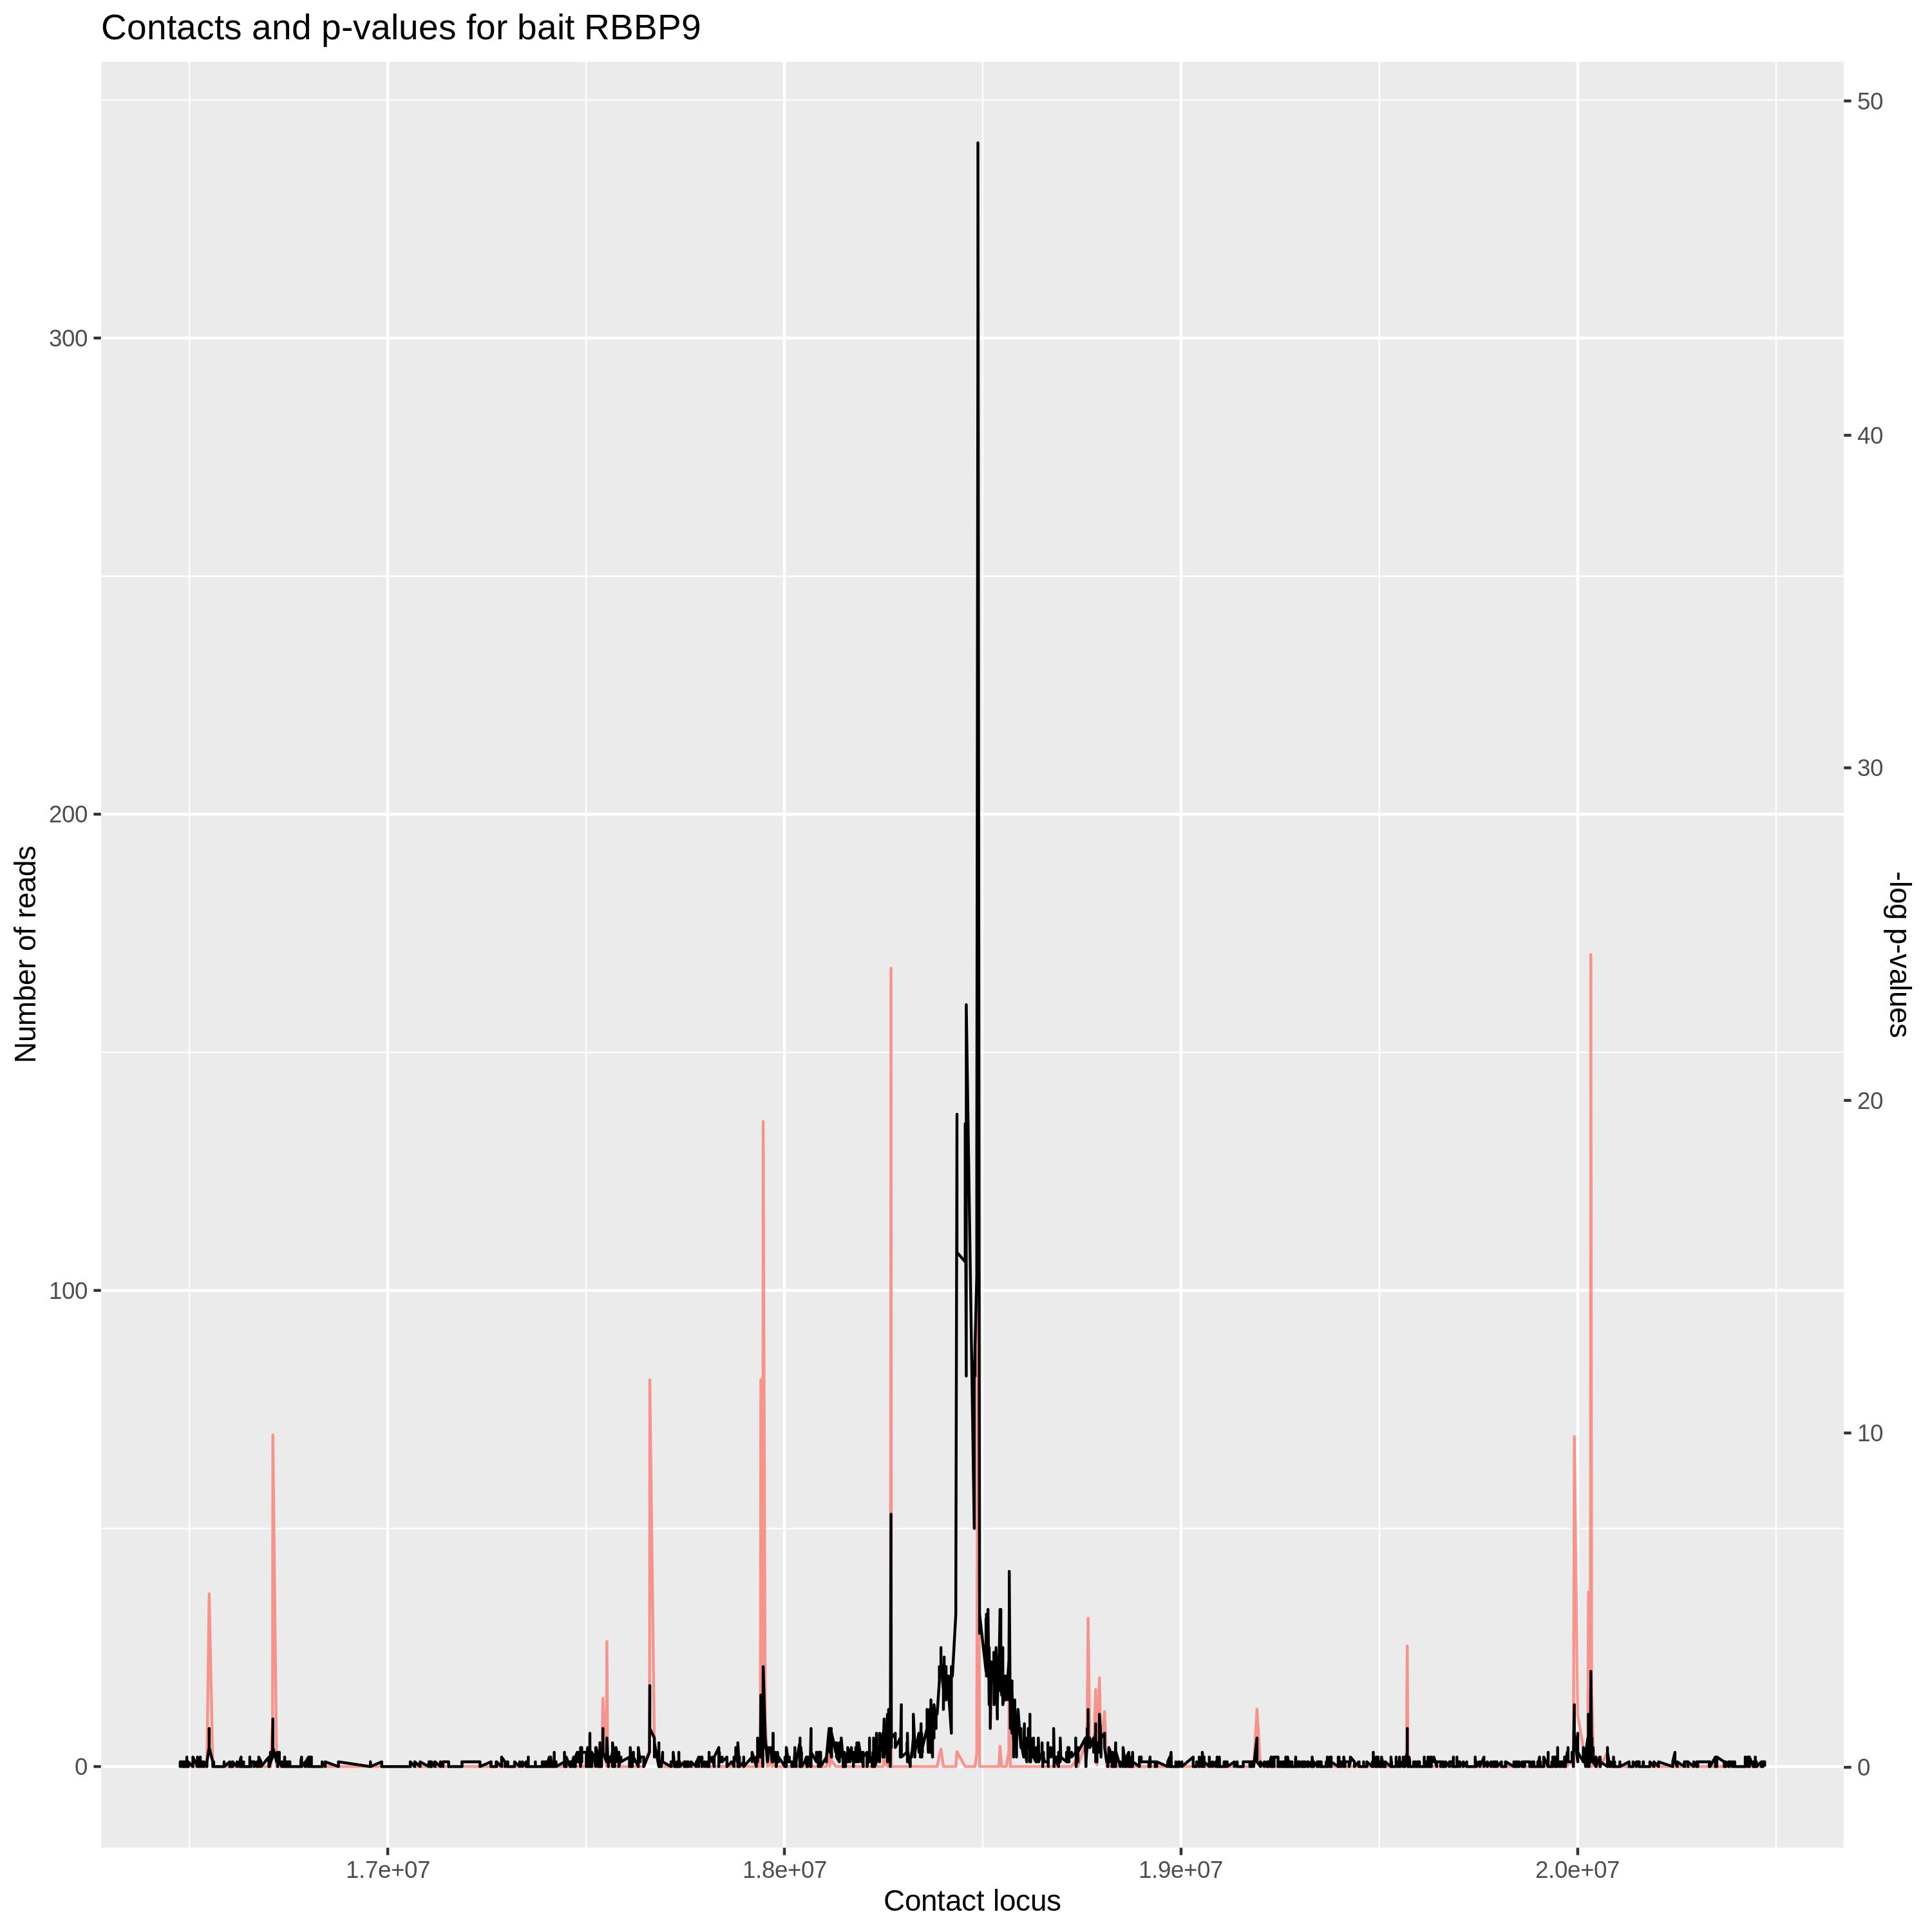 Contacts and p-values for bait RBBP9
Number of reads
300
200
100
0
50
40
30
20
10
0
-log p-values
1.7e+07
1.8e+07
1.9e+07
2.0e+07
Contact locus